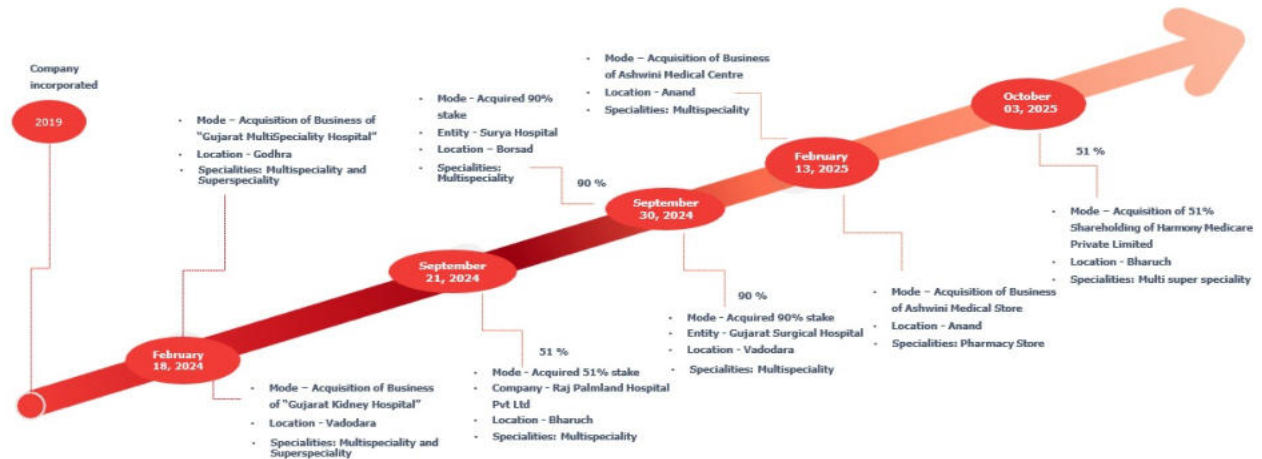 Company
incorporated
2019
• Mode – Acquisition of Business of
"Gujarat MultiSpeciality Hospital"
• Location - Godhra
• Specialities: Multispeciality and
Superspeciality
February
18, 2024
• Mode – Acquisition of Business
of "Gujarat Kidney Hospital"
• Location - Vadodara
• Specialities: Multispeciality and
Superspeciality
September
21, 2024
51 %
• Mode - Acquired 51% stake
• Company - Raj Palmland Hospital
Pvt Ltd
• Location - Bharuch
• Specialities: Multispeciality
• Mode - Acquired 90%
stake
• Entity - Surya Hospital
• Location – Borsad
• Specialities:
Multispeciality
90 %
September
30, 2024
90 %
• Mode - Acquired 90% stake
• Entity - Gujarat Surgical Hospital
• Location - Vadodara
• Specialities: Multispeciality
• Mode – Acquisition of Business
of Ashwini Medical Centre
• Location - Anand
• Specialities: Multispeciality
February
13, 2025
• Mode – Acquisition of Business
of Ashwini Medical Store
• Location - Anand
• Specialities: Pharmacy Store
October
03, 2025
51 %
• Mode – Acquisition of 51%
Shareholding of Harmony Medicare
Private Limited
• Location - Bharuch
• Specialities: Multi super speciality